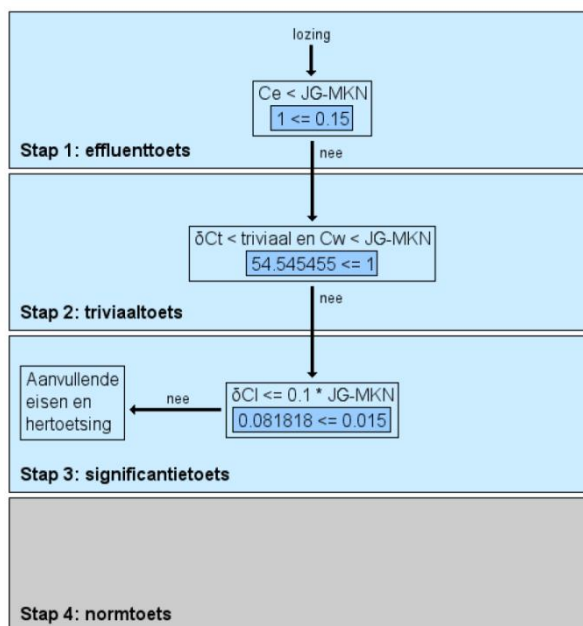 lozing
Ce < JG-MKN
1 <= 0.15
Stap 1: effluenttoets
nee
δCt < triviaal en Cw < JG-MKN
54.545455 <= 1
Stap 2: triviaaltoets
nee
Aanvullende
eisen en
hertoetsing
nee
δCl <= 0.1 * JG-MKN
0.081818 <= 0.015
Stap 3: significantietoets
Stap 4: normtoets